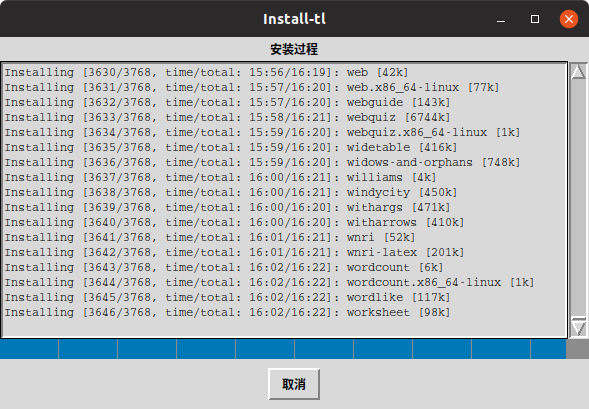 Install-tl
安装过程
Installing [3630/3768, time/total: 15:56/16:19]: web [42k]
Installing [3631/3768, time/total: 15:57/16:20]: web.x86_64-linux [77k]
Installing [3632/3768, time/total: 15:57/16:20]: webguide [143k]
Installing [3633/3768, time/total: 15:58/16:21]: webquiz [6744k]
Installing [3634/3768, time/total: 15:59/16:20]: webquiz.x86_64-linux [1k]
Installing [3635/3768, time/total: 15:59/16:20]: widetable [416k]
Installing [3636/3768, time/total: 15:59/16:20]: widows-and-orphans [748k]
Installing [3637/3768, time/total: 16:00/16:21]: williams [4k]
Installing [3638/3768, time/total: 16:00/16:21]: windycity [450k]
Installing [3639/3768, time/total: 16:00/16:20]: withargs [471k]
Installing [3640/3768, time/total: 16:00/16:20]: witharrows [410k]
Installing [3641/3768, time/total: 16:01/16:21]: wnri [52k]
Installing [3642/3768, time/total: 16:01/16:21]: wnri-latex [201k]
Installing [3643/3768, time/total: 16:02/16:22]: wordcount [6k]
Installing [3644/3768, time/total: 16:02/16:22]: wordcount.x86_64-linux [1k]
Installing [3645/3768, time/total: 16:02/16:22]: wordlike [117k]
Installing [3646/3768, time/total: 16:02/16:22]: worksheet [98k]
取消